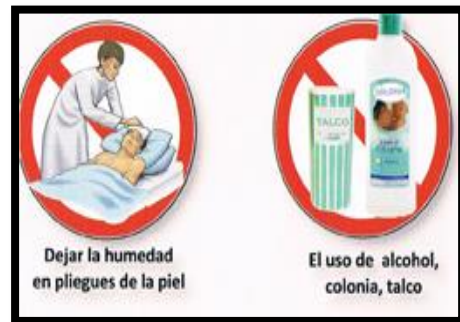 TALCO
Dejar la humedad
en pliegues de la piel
El uso de alcohol,
colonia, talco